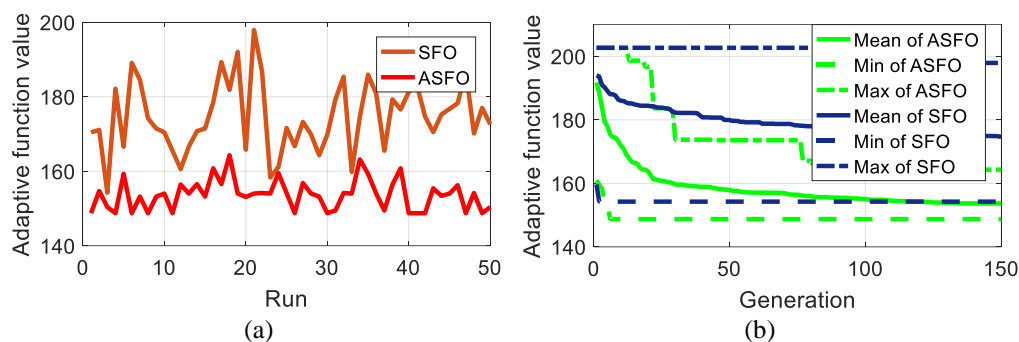 Adaptive function value
200
180
160
140
0
10
20
30
40
50
Run
SFO
ASFO
(a)
Adaptive function value
200
180
160
140
0
50
100
150
Generation
Mean of ASFO
Min of ASFO
Max of ASFO
Mean of SFO
Min of SFO
Max of SFO
(b)